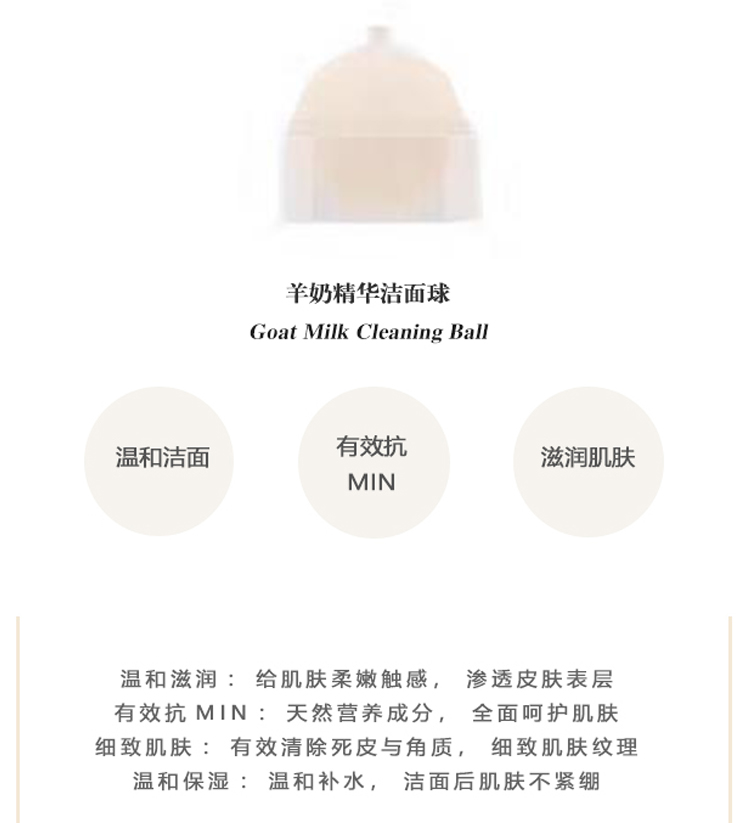 羊奶精华洁面球
Goat Milk Cleaning Ball
温和洁面
有效抗
MIN
滋润肌肤
温和滋润： 给肌肤柔嫩触感， 渗透皮肤表层
有效抗MIN： 天然营养成分， 全面呵护肌肤
细致肌肤： 有效清除死皮与角质， 细致肌肤纹理
温和保湿： 温和补水， 洁面后肌肤不紧绷